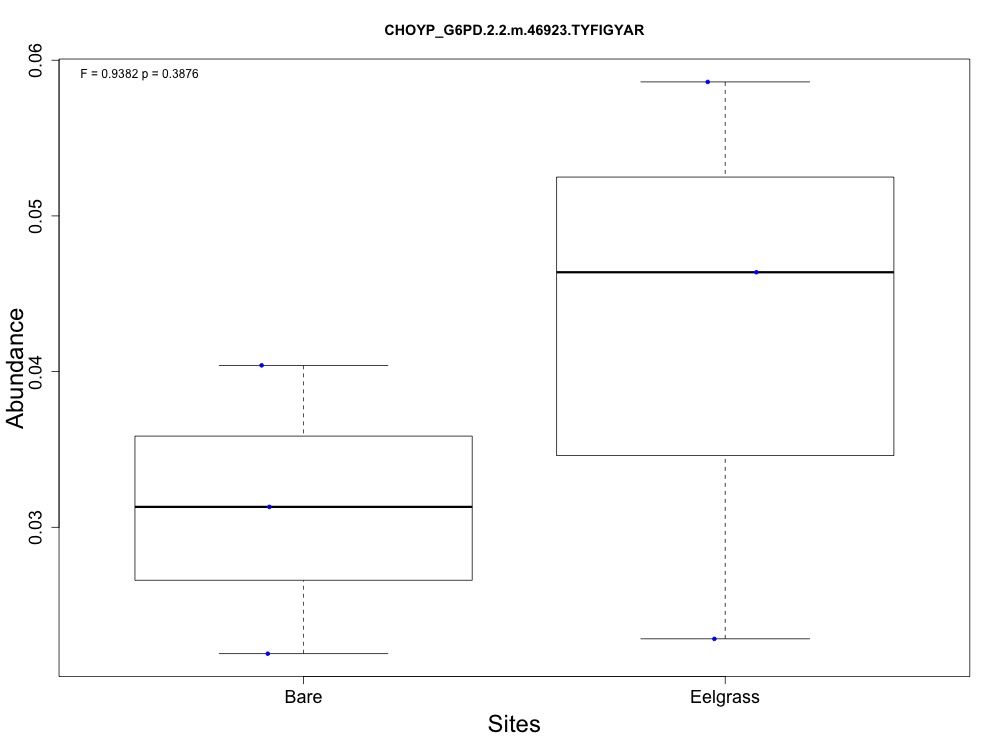 CHOYP_G6PD.2.2.m.46923.TYFIGYAR
F = 0.9382 p = 0.3876
0.06
0.05
0.04
0.03
Abundance
Bare
Eelgrass
Sites